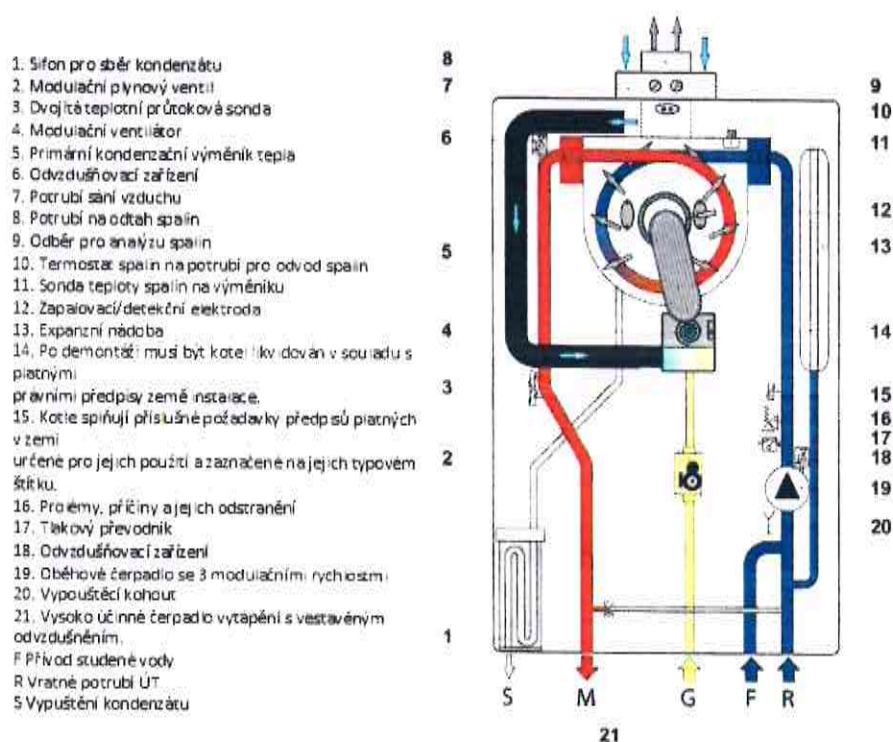 1. Sifon pro sběr kondenzátu
2. Modulační plynový ventil
3. Dvojitá teplotní průtoková sonda
4. Modulační ventilátor
5. Primární kondenzační výměník tepla
6. Odvzdušňovací zařízení
7. Potrubí sání vzduchu
8. Potrubí na odtah spalin
9. Odběr pro analýzu spalin
10. Termostat spalin na potrubí pro odvod spalin
11. Sonda teploty spalin na výměníku
12. Zapalovací/detekční elektroda
13. Expanzní nádoba
14. Po demontáži musí být kotel likvidován v souladu s
platnými
právními předpisy země instalace.
15. Kotle splňují příslušné požadavky předpisů platných
v zemi
určené pro jejich použití a zaznačené na jejich typovém
štítku.
16. Prolémy, příčiny a jejich odstranění
17. Tlakový převodník
18. Odvzdušňovací zařízení
19. Oběhové čerpadlo se 3 modulačními rychlostmi
20. Vypouštěcí kohout
21. Vysoko účinné čerpadlo vytápění s vestavěným
odvzdušněním.
F Přívod studené vody
R Vratné potrubí ÚT
S Vypuštění kondenzátu
8
7
6
5
4
3
2
1
9
10
11
12
13
14
15
16
17
18
19
20
S M G F R
21